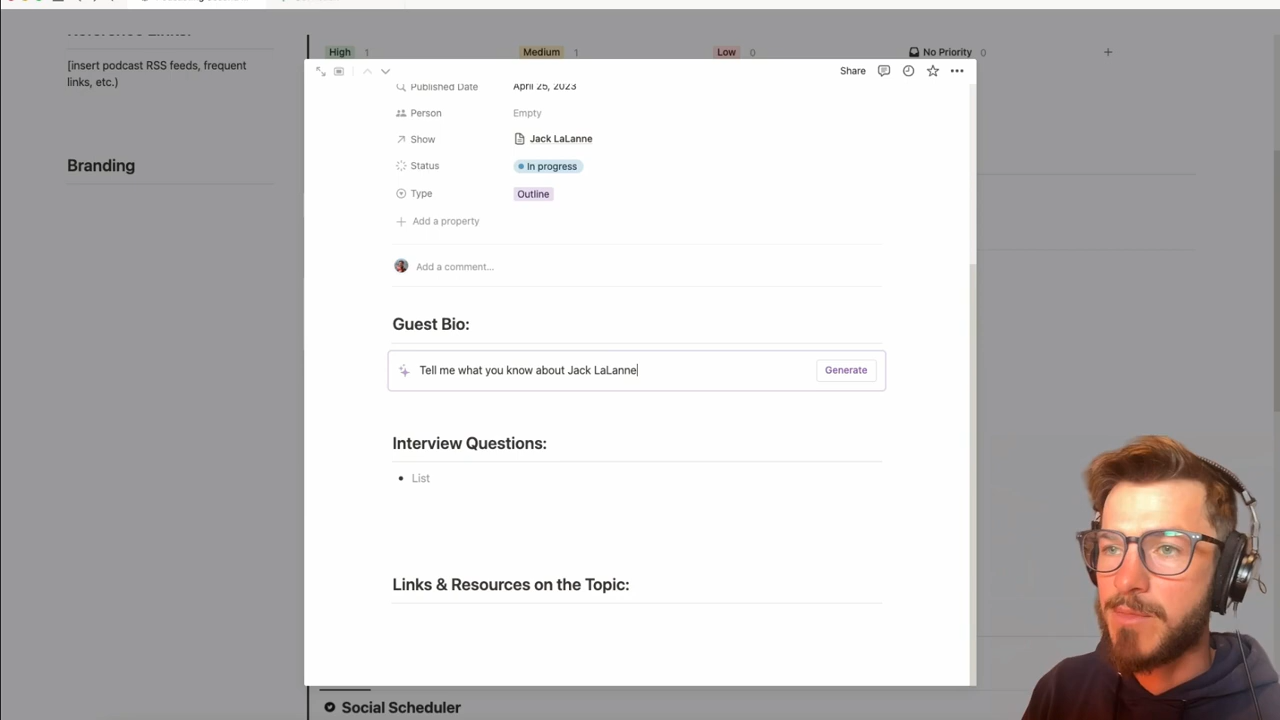 [insert podcast RSS feeds, frequent
links, etc.)
Branding
High 1
Medium 1
Low 0
No Priority 0
Share
Published Date April 25, 2023
Person Empty
Show Jack LaLanne
Status In progress
Type Outline
Add a property
Add a comment...
Guest Bio:
Tell me what you know about Jack LaLanne
Generate
Interview Questions:
List
Links & Resources on the Topic:
Social Scheduler